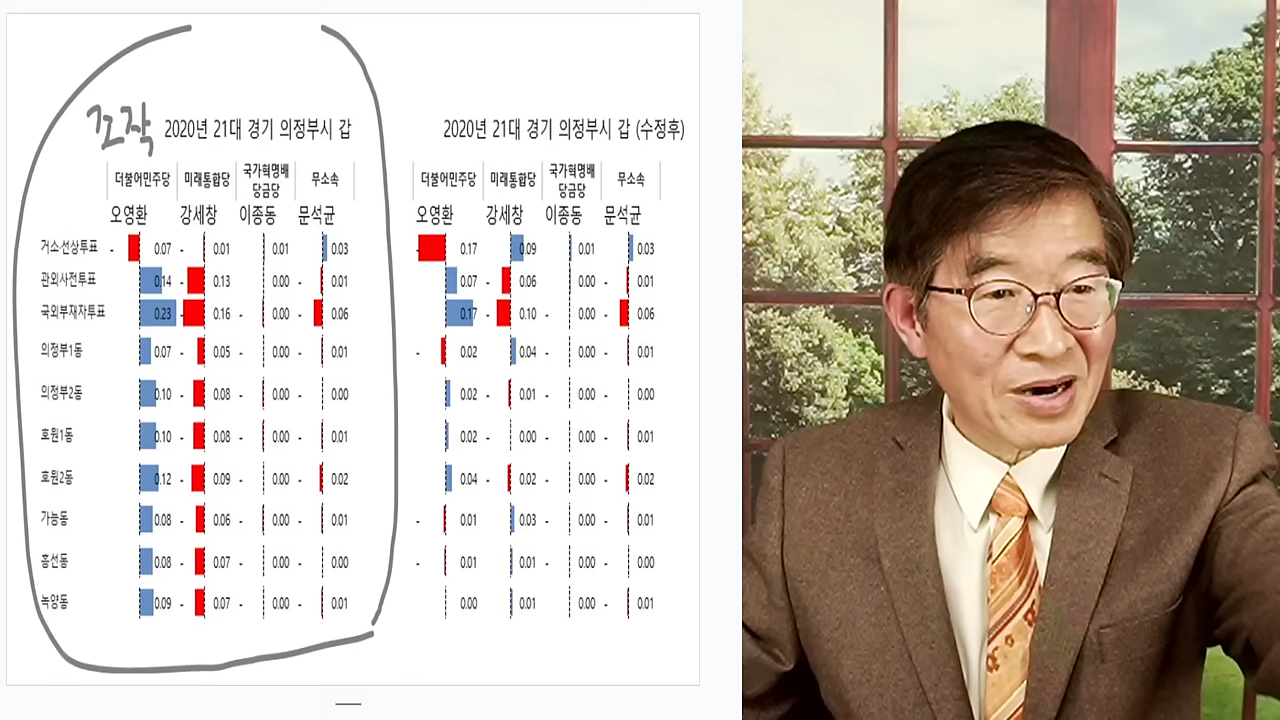 조작
2020년 21대 경기 의정부시 갑
더불어민주당 미래통합당 국가혁명배당금당 무소속
오영환 강세창 이종동 문석균
거소·선상투표 - 0.07 - 0.01 0.01 0.03
관외사전투표 0.14 - 0.13 0.00 - 0.01
국외부재자투표 0.23 - 0.16 - 0.00 - 0.06
의정부1동 0.07 - 0.05 - 0.00 - 0.01
의정부2동 0.10 - 0.08 - 0.00 - 0.00
호원1동 0.10 - 0.08 - 0.00 - 0.01
호원2동 0.12 - 0.09 - 0.00 - 0.02
가능동 0.08 - 0.06 - 0.00 - 0.01
흥선동 0.08 - 0.07 - 0.00 - 0.00
녹양동 0.09 - 0.07 - 0.00 - 0.01
2020년 21대 경기 의정부시 갑 (수정후)
더불어민주당 미래통합당 국가혁명배당금당 무소속
오영환 강세창 이종동 문석균
- 0.17 0.09 0.01 0.03
0.07 - 0.06 - 0.00 - 0.01
0.17 - 0.10 - 0.00 - 0.06
- 0.02 0.04 - 0.00 - 0.01
0.02 - 0.01 - 0.00 - 0.00
0.02 - 0.00 - 0.00 - 0.01
0.04 - 0.02 - 0.00 - 0.02
- 0.01 0.03 - 0.00 - 0.01
- 0.01 0.01 - 0.00 - 0.00
0.00 0.01 - 0.00 - 0.01